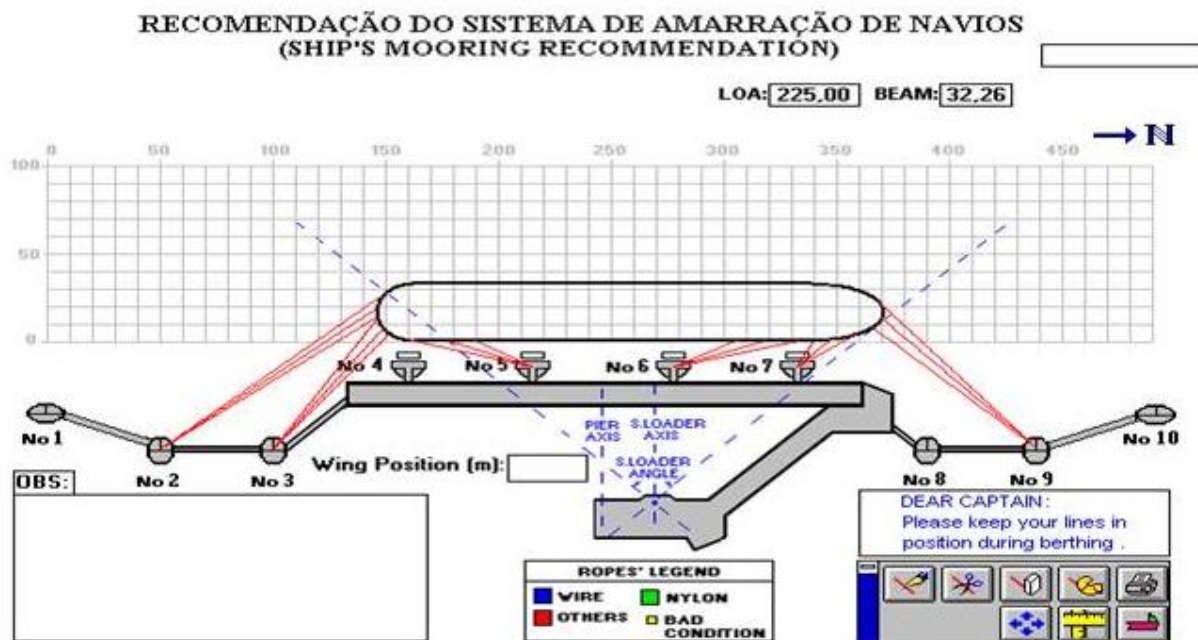 RECOMENDAÇÃO DO SISTEMA DE AMARRAÇÃO DE NAVIOS
(SHIP'S MOORING RECOMMENDATION)
LOA: 225,00 BEAM: 32,26
N
0 50 100 150 200 250 300 350 400 450
100
50
0
No 4 No 5 No 6 No 7
No 1
No 10
PIER AXIS
S.LOADER AXIS
S.LOADER ANGLE
Wing Position (m):
No 2 No 3 No 8 No 9
OBS:
DEAR CAPTAIN:
Please keep your lines in
position during berthing .
ROPES' LEGEND
WIRE NYLON
OTHERS BAD
CONDITION